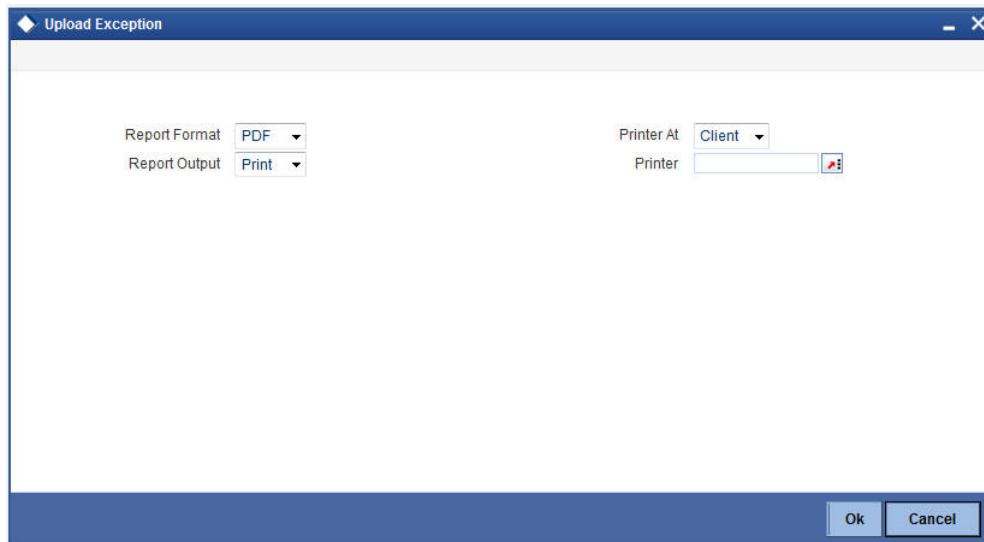 Upload Exception
Report Format PDF Printer At Client
Report Output Print Printer
Ok Cancel